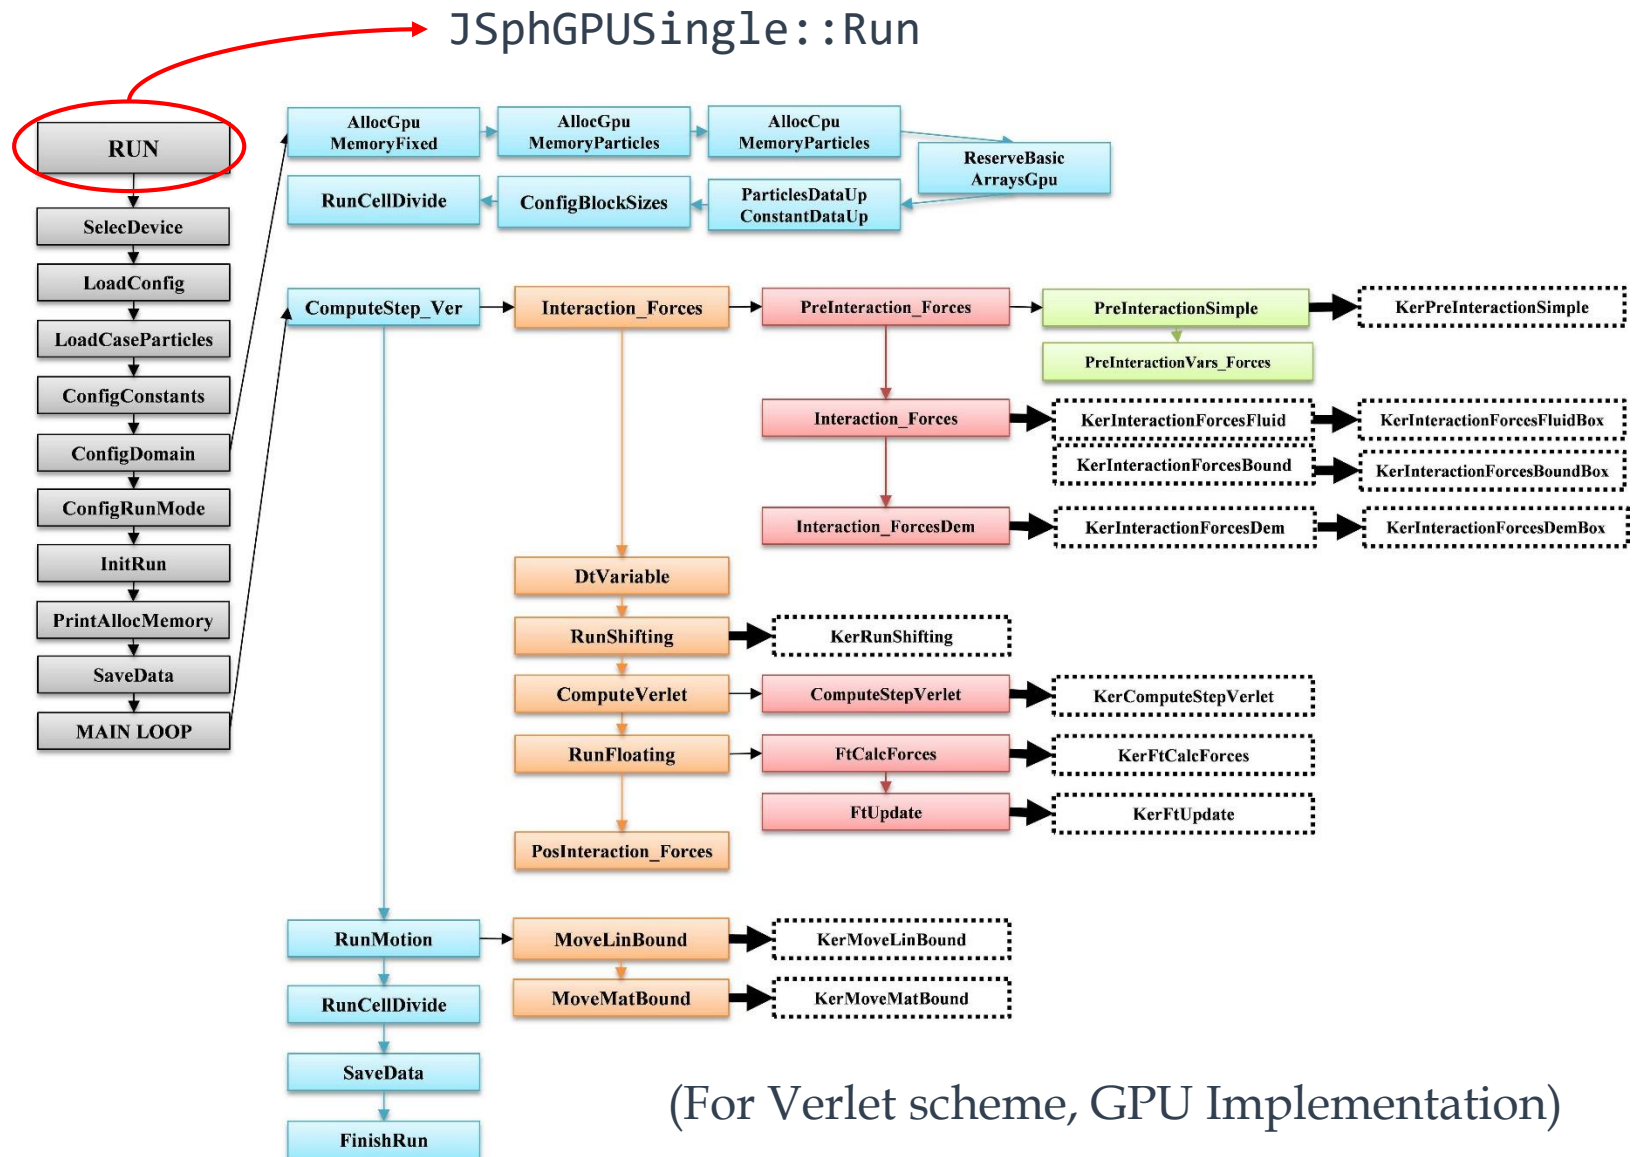 JSphGPUSingle::Run
RUN
SelecDevice
LoadConfig
LoadCaseParticles
ConfigConstants
ConfigDomain
ConfigRunMode
InitRun
PrintAllocMemory
SaveData
MAIN LOOP
AllocGpu
MemoryFixed
AllocGpu
MemoryParticles
AllocCpu
MemoryParticles
ReserveBasic
ArraysGpu
ParticlesDataUp
ConstantDataUp
ConfigBlockSizes
RunCellDivide
ComputeStep_Ver
Interaction_Forces
PreInteraction_Forces
PreInteractionSimple
KerPreInteractionSimple
PreInteractionVars_Forces
Interaction_Forces
KerInteractionForcesFluid
KerInteractionForcesFluidBox
KerInteractionForcesBound
KerInteractionForcesBoundBox
Interaction_ForcesDem
KerInteractionForcesDem
KerInteractionForcesDemBox
DtVariable
RunShifting
KerRunShifting
ComputeVerlet
ComputeStepVerlet
KerComputeStepVerlet
RunFloating
FtCalcForces
KerFtCalcForces
FtUpdate
KerFtUpdate
PosInteraction_Forces
RunMotion
MoveLinBound
KerMoveLinBound
MoveMatBound
KerMoveMatBound
RunCellDivide
SaveData
FinishRun
(For Verlet scheme, GPU Implementation)